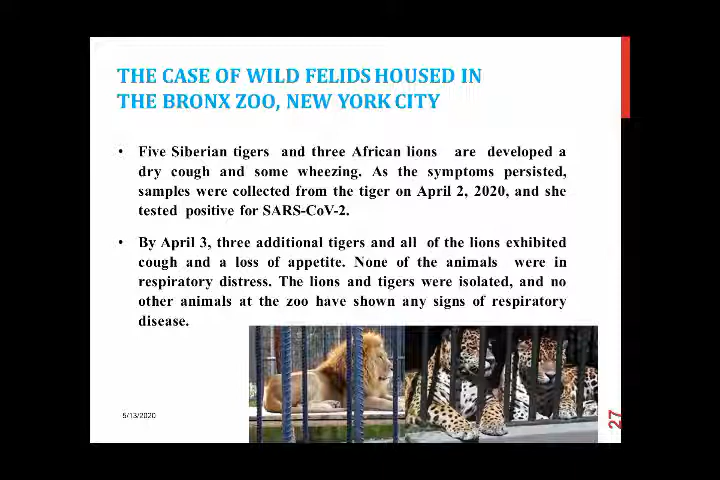 THE CASE OF WILD FELIDS HOUSED IN
THE BRONX ZOO, NEW YORK CITY
• Five Siberian tigers and three African lions are developed a
dry cough and some wheezing. As the symptoms persisted,
samples were collected from the tiger on April 2, 2020, and she
tested positive for SARS-CoV-2.
• By April 3, three additional tigers and all of the lions exhibited
cough and a loss of appetite. None of the animals were in
respiratory distress. The lions and tigers were isolated, and no
other animals at the zoo have shown any signs of respiratory
disease.
5/13/2020
27